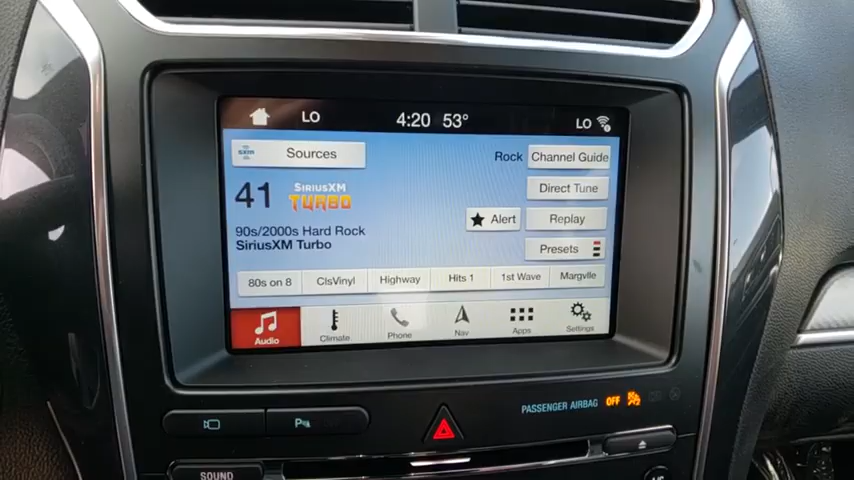 LO 4:20 53° LO
SXM Sources Rock Channel Guide
Direct Tune
41 SIRIUSXM TURBO
Alert Replay
90s/2000s Hard Rock
SiriusXM Turbo Presets
80s on 8 ClsVinyl Highway Hits 1 1st Wave Margvlle
Audio Climate Phone Nav Apps Settings
PASSENGER AIRBAG OFF
SOUND